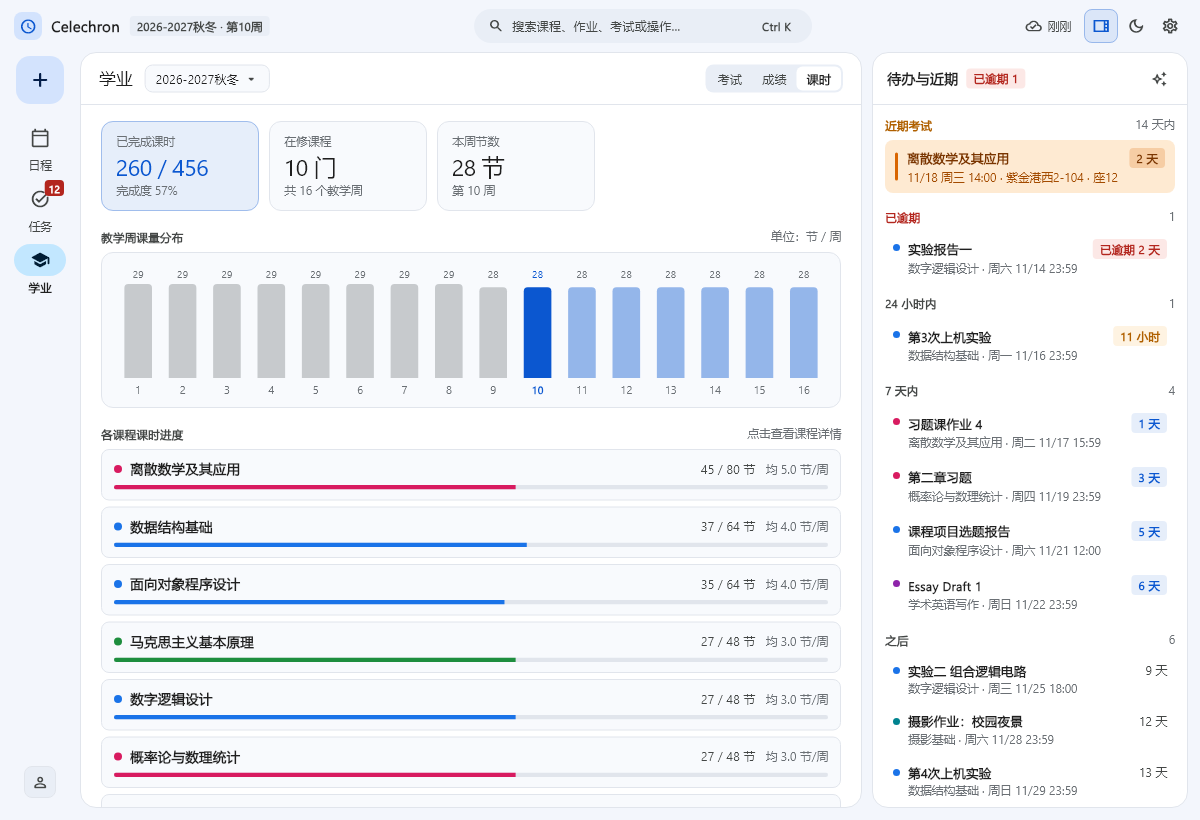 Celechron
2026-2027秋冬 · 第10周
搜索课程、作业、考试或操作...
Ctrl K
刚刚
日程
12
任务
学业
学业
2026-2027秋冬
考试
成绩
课时
已完成课时
260 / 456
完成度 57%
在修课程
10 门
共 16 个教学周
本周节数
28 节
第 10 周
教学周课量分布
单位：节 / 周
29 29 29 29 29 29 29 29 28 28 28 28 28 28 28 28
1 2 3 4 5 6 7 8 9 10 11 12 13 14 15 16
各课程课时进度
点击查看课程详情
离散数学及其应用 45 / 80 节 均 5.0 节/周
数据结构基础 37 / 64 节 均 4.0 节/周
面向对象程序设计 35 / 64 节 均 4.0 节/周
马克思主义基本原理 27 / 48 节 均 3.0 节/周
数字逻辑设计 27 / 48 节 均 3.0 节/周
概率论与数理统计 27 / 48 节 均 3.0 节/周
待办与近期
已逾期 1
近期考试
14 天内
离散数学及其应用
2 天
11/18 周三 14:00 · 紫金港西2-104 · 座12
已逾期
1
实验报告一
已逾期 2 天
数字逻辑设计 · 周六 11/14 23:59
24 小时内
1
第3次上机实验
11 小时
数据结构基础 · 周一 11/16 23:59
7 天内
4
习题课作业 4
1 天
离散数学及其应用 · 周二 11/17 15:59
第二章习题
3 天
概率论与数理统计 · 周四 11/19 23:59
课程项目选题报告
5 天
面向对象程序设计 · 周六 11/21 12:00
Essay Draft 1
6 天
学术英语写作 · 周日 11/22 23:59
之后
6
实验二 组合逻辑电路
9 天
数字逻辑设计 · 周三 11/25 18:00
摄影作业：校园夜景
12 天
摄影基础 · 周六 11/28 23:59
第4次上机实验
13 天
数据结构基础 · 周日 11/29 23:59